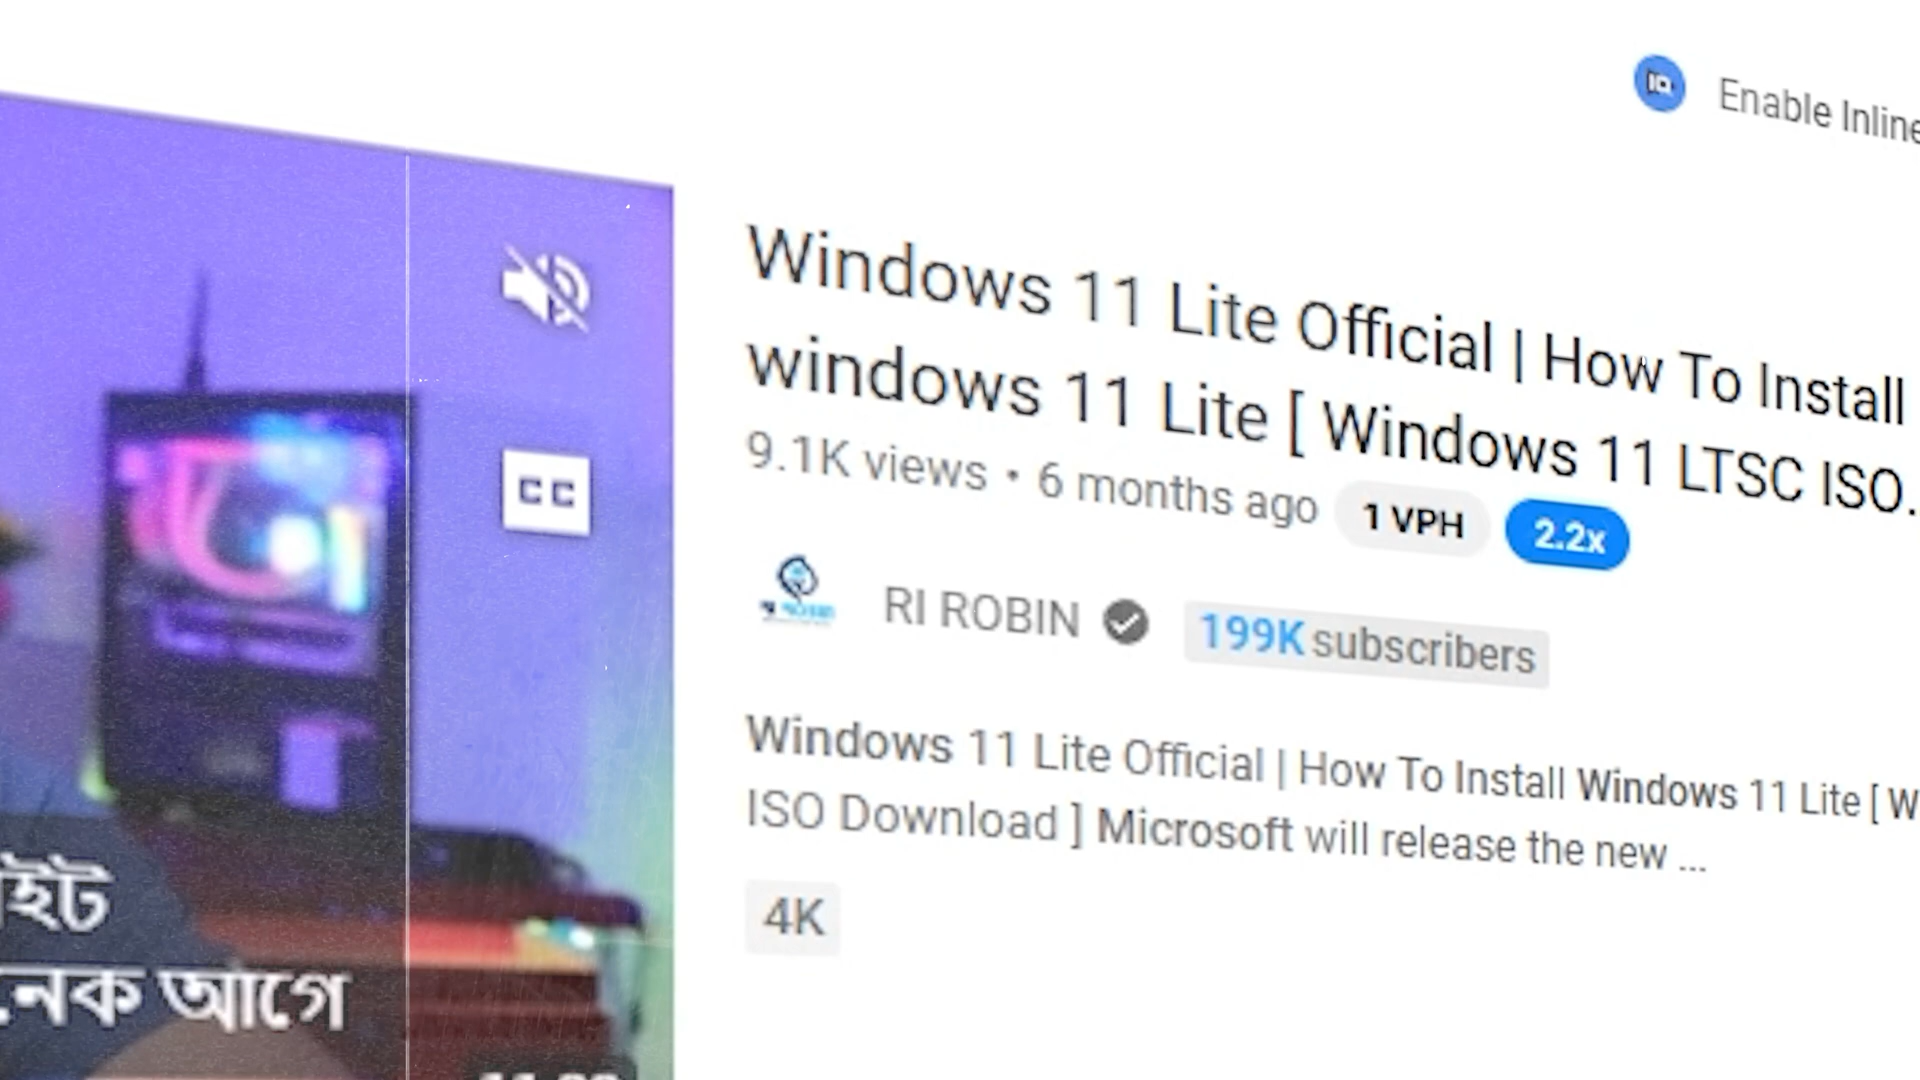 Enable Inline
Windows 11 Lite Official | How To Install
windows 11 Lite [ Windows 11 LTSC ISO.
9.1K views • 6 months ago 1 VPH 2.2x
RI ROBIN 199K subscribers
Windows 11 Lite Official | How To Install Windows 11 Lite [ W
ISO Download ] Microsoft will release the new ...
4K
CC
আগে